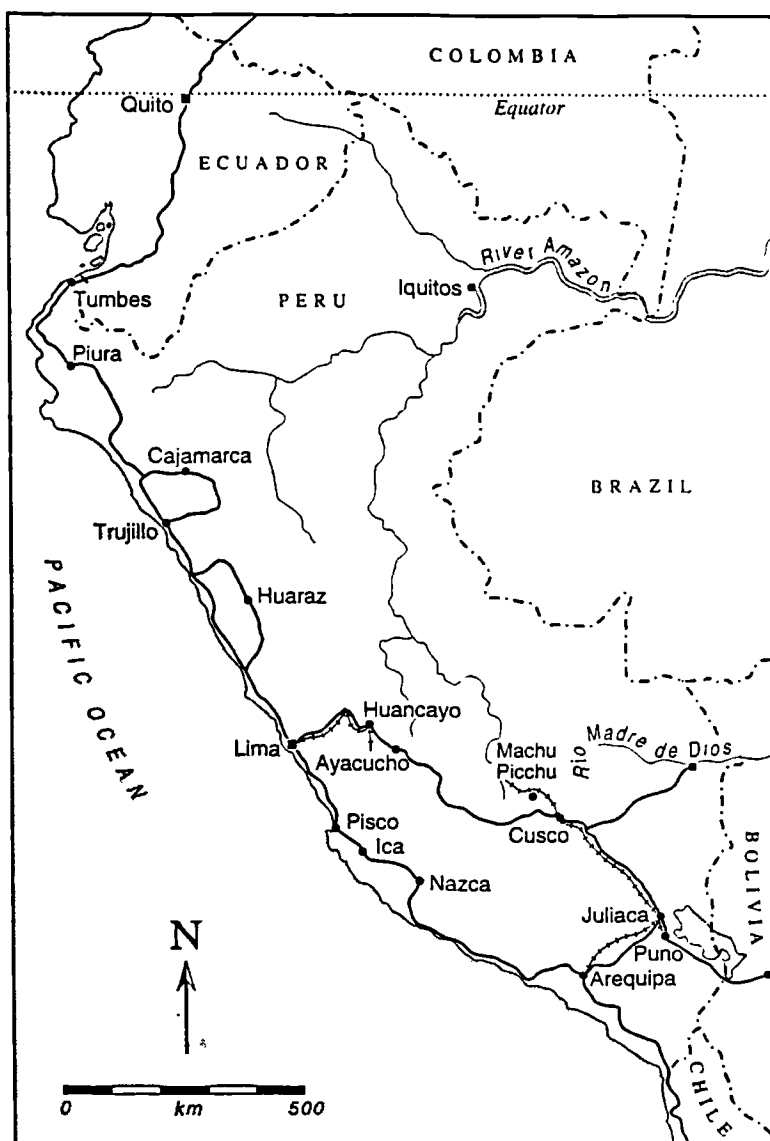 COLOMBIA
Quito
Equator
ECUADOR
River Amazon
Iquitos
PERU
Tumbes
Piura
Cajamarca
BRAZIL
Trujillo
Huaraz
PACIFIC OCEAN
Huancayo
Lima
Ayacucho
Machu
Picchu
Rio Madre de Dios
Pisco
Cusco
Ica
Nazca
BOLIVIA
Juliaca
Puno
N
Arequipa
CHILE
0 km 500